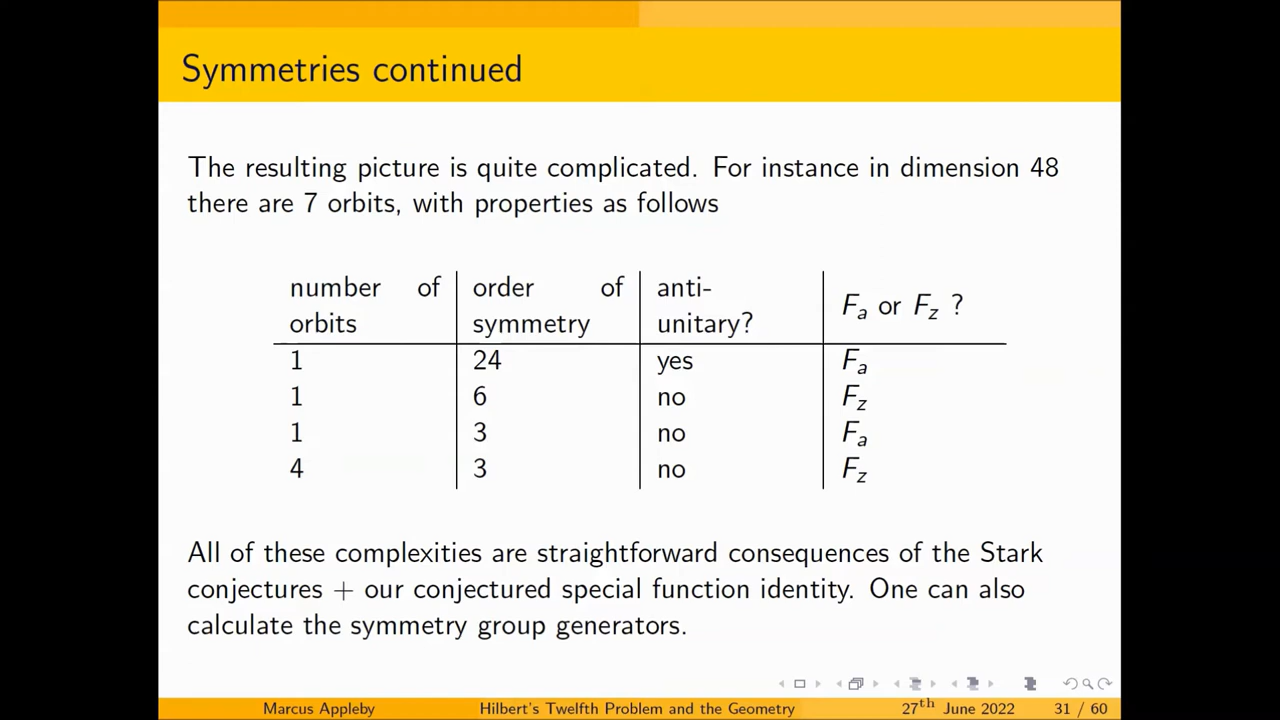 Symmetries continued
The resulting picture is quite complicated. For instance in dimension 48
there are 7 orbits, with properties as follows
number of orbits | order of symmetry | anti-unitary? | F_a or F_z ?
1 | 24 | yes | F_a
1 | 6 | no | F_z
1 | 3 | no | F_a
4 | 3 | no | F_z
All of these complexities are straightforward consequences of the Stark
conjectures + our conjectured special function identity. One can also
calculate the symmetry group generators.
Marcus Appleby Hilbert's Twelfth Problem and the Geometry 27th June 2022 31 / 60